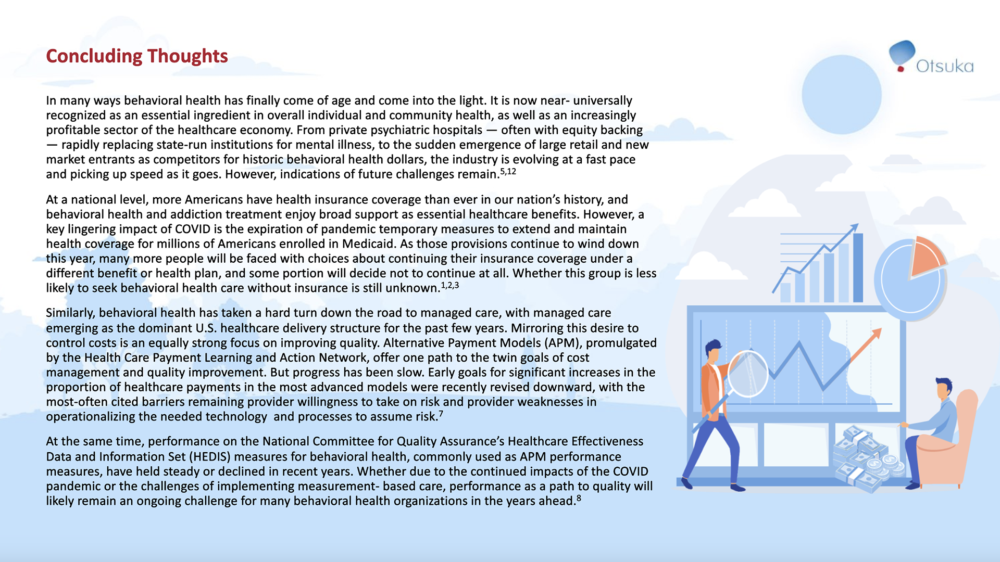 Concluding Thoughts
Otsuka
In many ways behavioral health has finally come of age and come into the light. It is now near- universally
recognized as an essential ingredient in overall individual and community health, as well as an increasingly
profitable sector of the healthcare economy. From private psychiatric hospitals — often with equity backing
— rapidly replacing state-run institutions for mental illness, to the sudden emergence of large retail and new
market entrants as competitors for historic behavioral health dollars, the industry is evolving at a fast pace
and picking up speed as it goes. However, indications of future challenges remain.5,12
At a national level, more Americans have health insurance coverage than ever in our nation’s history, and
behavioral health and addiction treatment enjoy broad support as essential healthcare benefits. However, a
key lingering impact of COVID is the expiration of pandemic temporary measures to extend and maintain
health coverage for millions of Americans enrolled in Medicaid. As those provisions continue to wind down
this year, many more people will be faced with choices about continuing their insurance coverage under a
different benefit or health plan, and some portion will decide not to continue at all. Whether this group is less
likely to seek behavioral health care without insurance is still unknown.1,2,3
Similarly, behavioral health has taken a hard turn down the road to managed care, with managed care
emerging as the dominant U.S. healthcare delivery structure for the past few years. Mirroring this desire to
control costs is an equally strong focus on improving quality. Alternative Payment Models (APM), promulgated
by the Health Care Payment Learning and Action Network, offer one path to the twin goals of cost
management and quality improvement. But progress has been slow. Early goals for significant increases in the
proportion of healthcare payments in the most advanced models were recently revised downward, with the
most-often cited barriers remaining provider willingness to take on risk and provider weaknesses in
operationalizing the needed technology  and processes to assume risk.7
At the same time, performance on the National Committee for Quality Assurance’s Healthcare Effectiveness
Data and Information Set (HEDIS) measures for behavioral health, commonly used as APM performance
measures, have held steady or declined in recent years. Whether due to the continued impacts of the COVID
pandemic or the challenges of implementing measurement- based care, performance as a path to quality will
likely remain an ongoing challenge for many behavioral health organizations in the years ahead.8